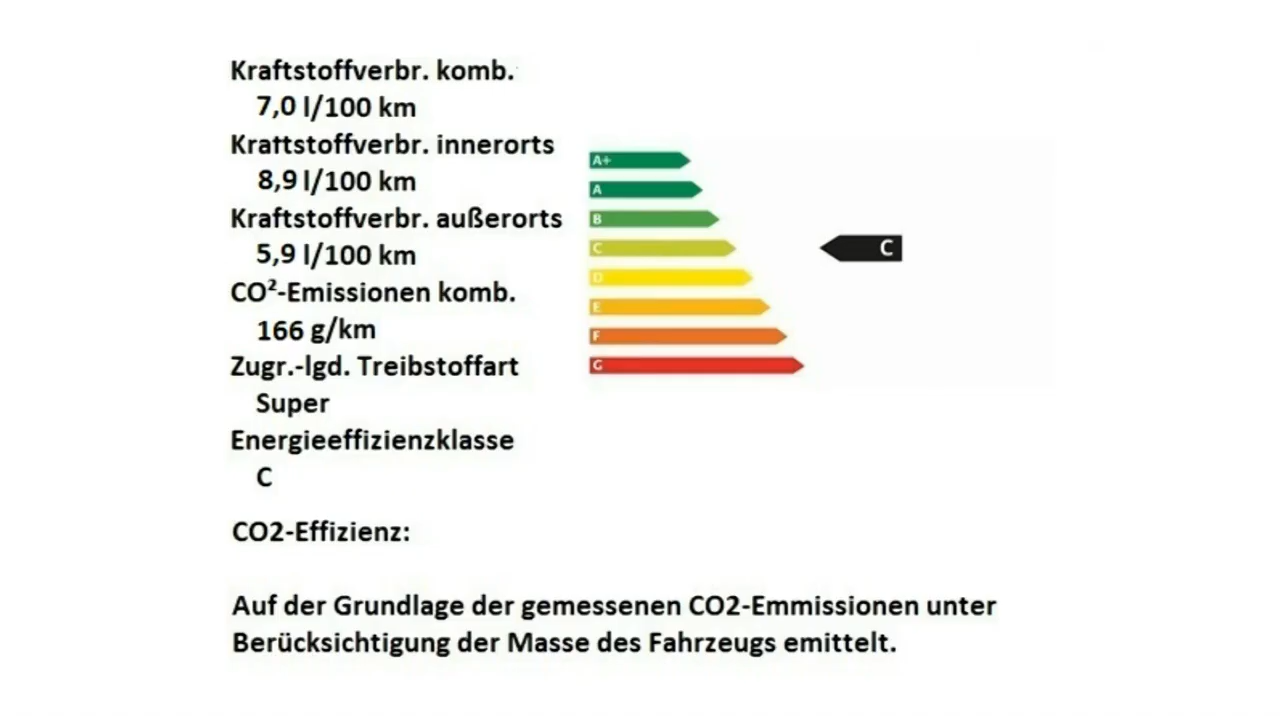 Kraftstoffverbr. komb.
7,0 l/100 km
Krattstoffverbr. innerorts
8,9 l/100 km
Kraftstoffverbr. außerorts
5,9 l/100 km
CO²-Emissionen komb.
166 g/km
Zugr.-lgd. Treibstoffart
Super
Energieeffizienzklasse
C
A+
A
B
C
D
E
F
G
C
CO2-Effizienz:
Auf der Grundlage der gemessenen CO2-Emmissionen unter
Berücksichtigung der Masse des Fahrzeugs emittelt.